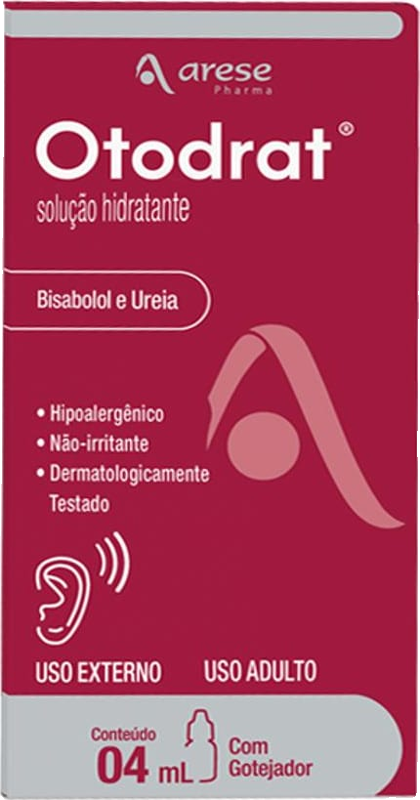 arese
Pharma
Otodrat®
solução hidratante
Bisabolol e Ureia
• Hipoalergênico
• Não-irritante
• Dermatologicamente
Testado
USO EXTERNO USO ADULTO
Conteúdo
04 mL
Com
Gotejador